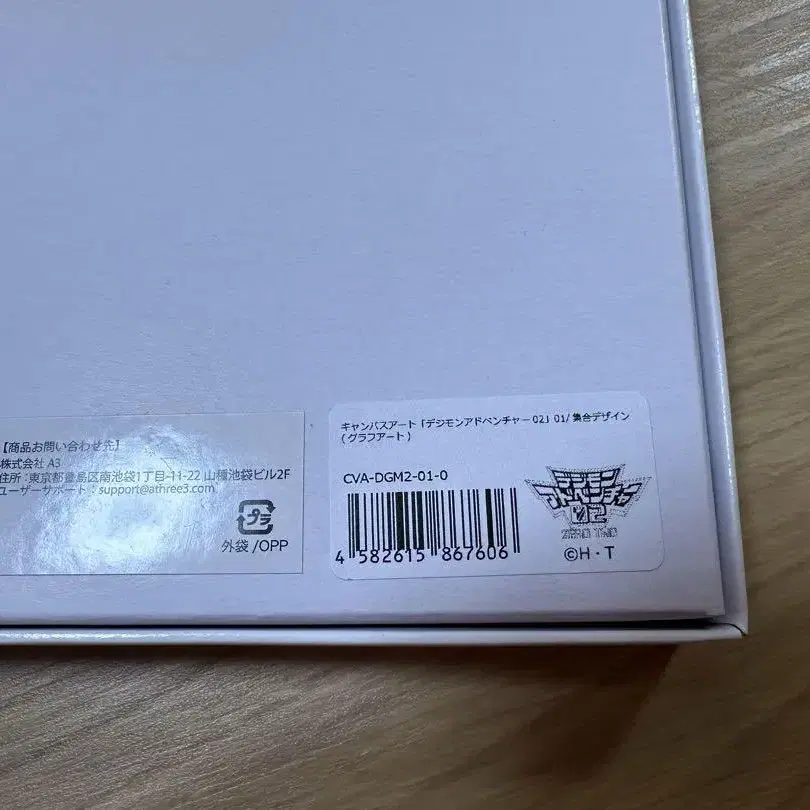 【商品お問い合わせ先】
株式会社 A3
住所：東京都豊島区南池袋1丁目-11-22 山種池袋ビル2F
ユーザーサポート：support@athree3.com
プラ
外袋 /OPP
キャンバスアート「デジモンアドベンチャー 02」01/ 集合デザイン
(グラフアート)
CVA-DGM2-01-0
4 582615 867606
デジモン
アドベンチャー
02
ZERO TWO
©H・T